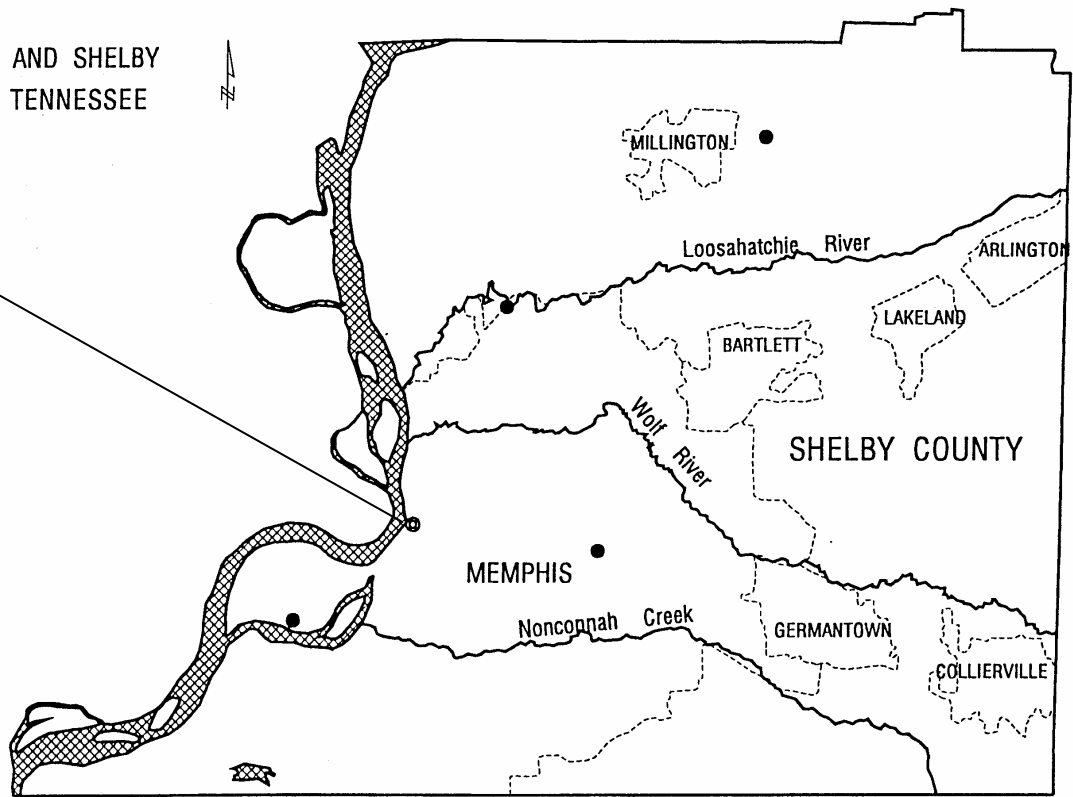 AND SHELBY
TENNESSEE
N
MILLINGTON
Loosahatchie River
ARLINGTON
LAKELAND
BARTLETT
Wolf River
SHELBY COUNTY
MEMPHIS
Nonconnah Creek
GERMANTOWN
COLLIERVILLE